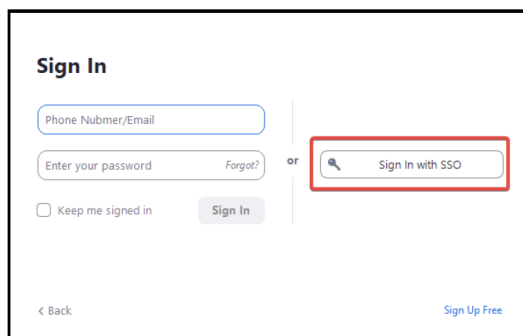 Sign In
Phone Nubmer/Email
Enter your password Forgot?
Keep me signed in Sign In
or
Sign In with SSO
Back
Sign Up Free